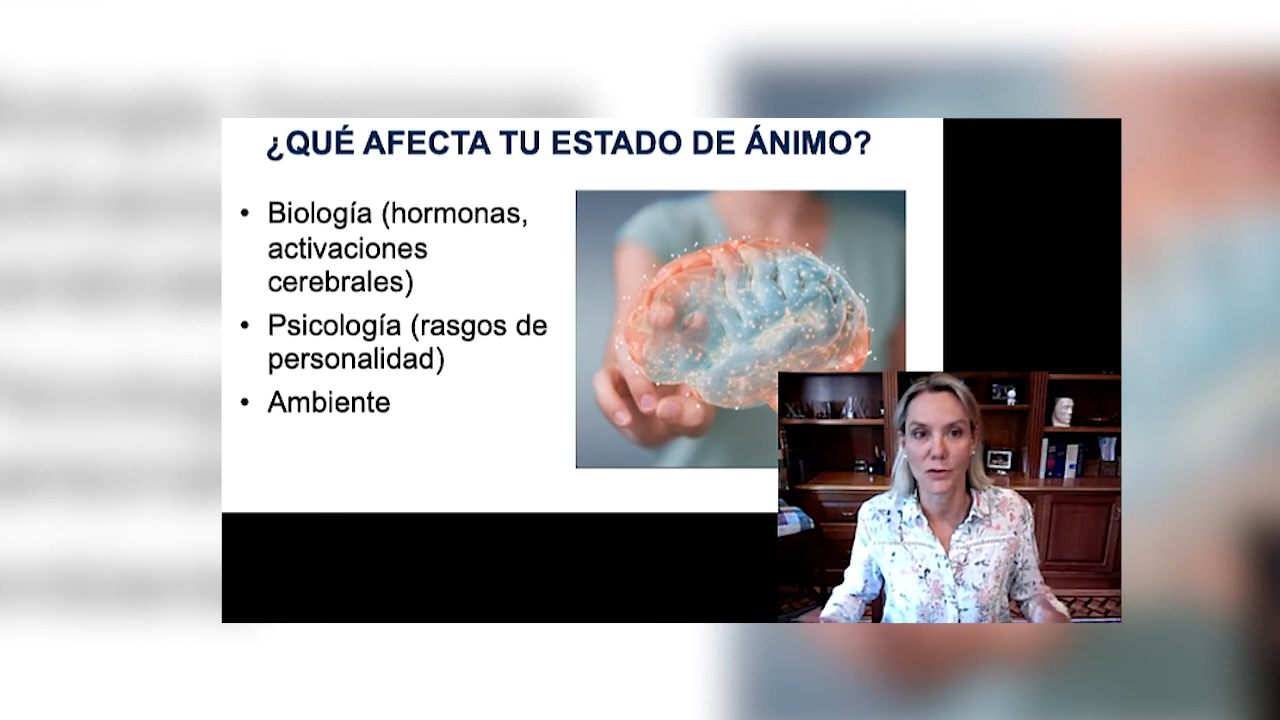 ¿QUÉ AFECTA TU ESTADO DE ÁNIMO?
• Biología (hormonas,
activaciones
cerebrales)
• Psicología (rasgos de
personalidad)
• Ambiente